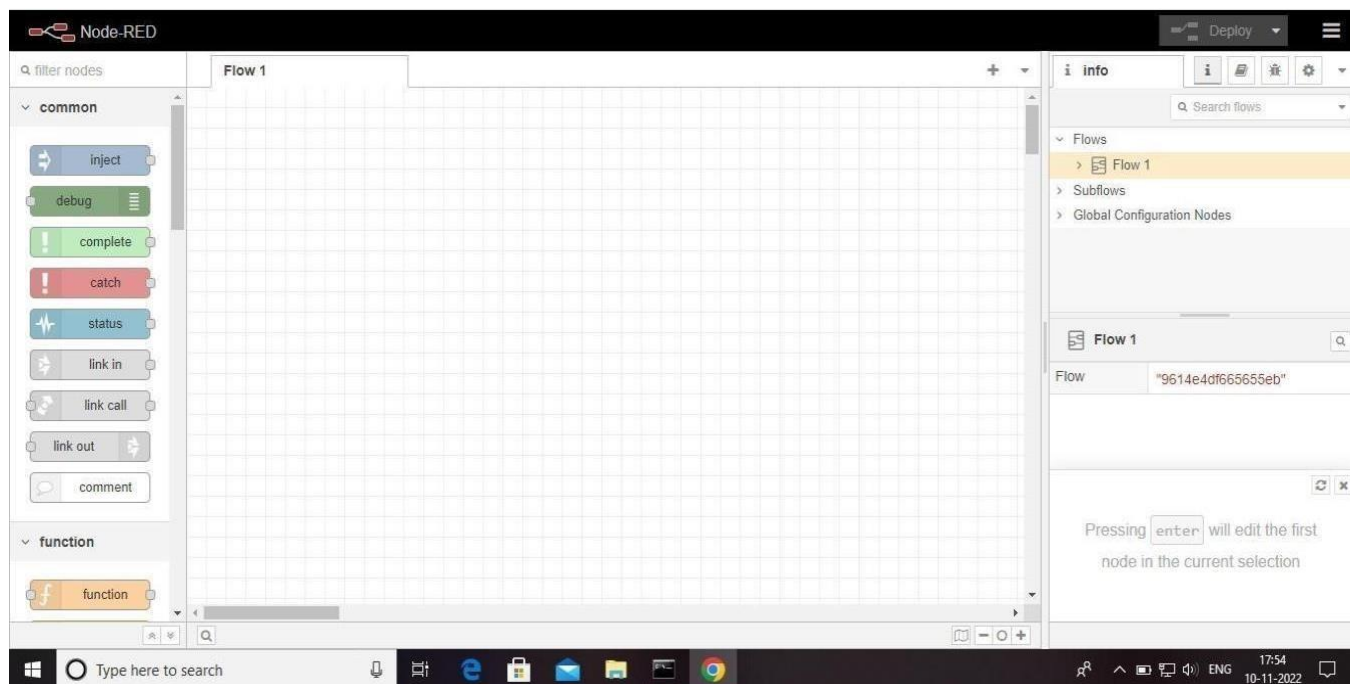 Node-RED
Deploy
filter nodes
Flow 1
i info
i
Search flows
common
inject
debug
complete
catch
status
link in
link call
link out
comment
function
function
Flows
Flow 1
Subflows
Global Configuration Nodes
Flow 1
Flow "9614e4df665655eb"
Pressing enter will edit the first
node in the current selection
Type here to search
ENG
17:54
10-11-2022